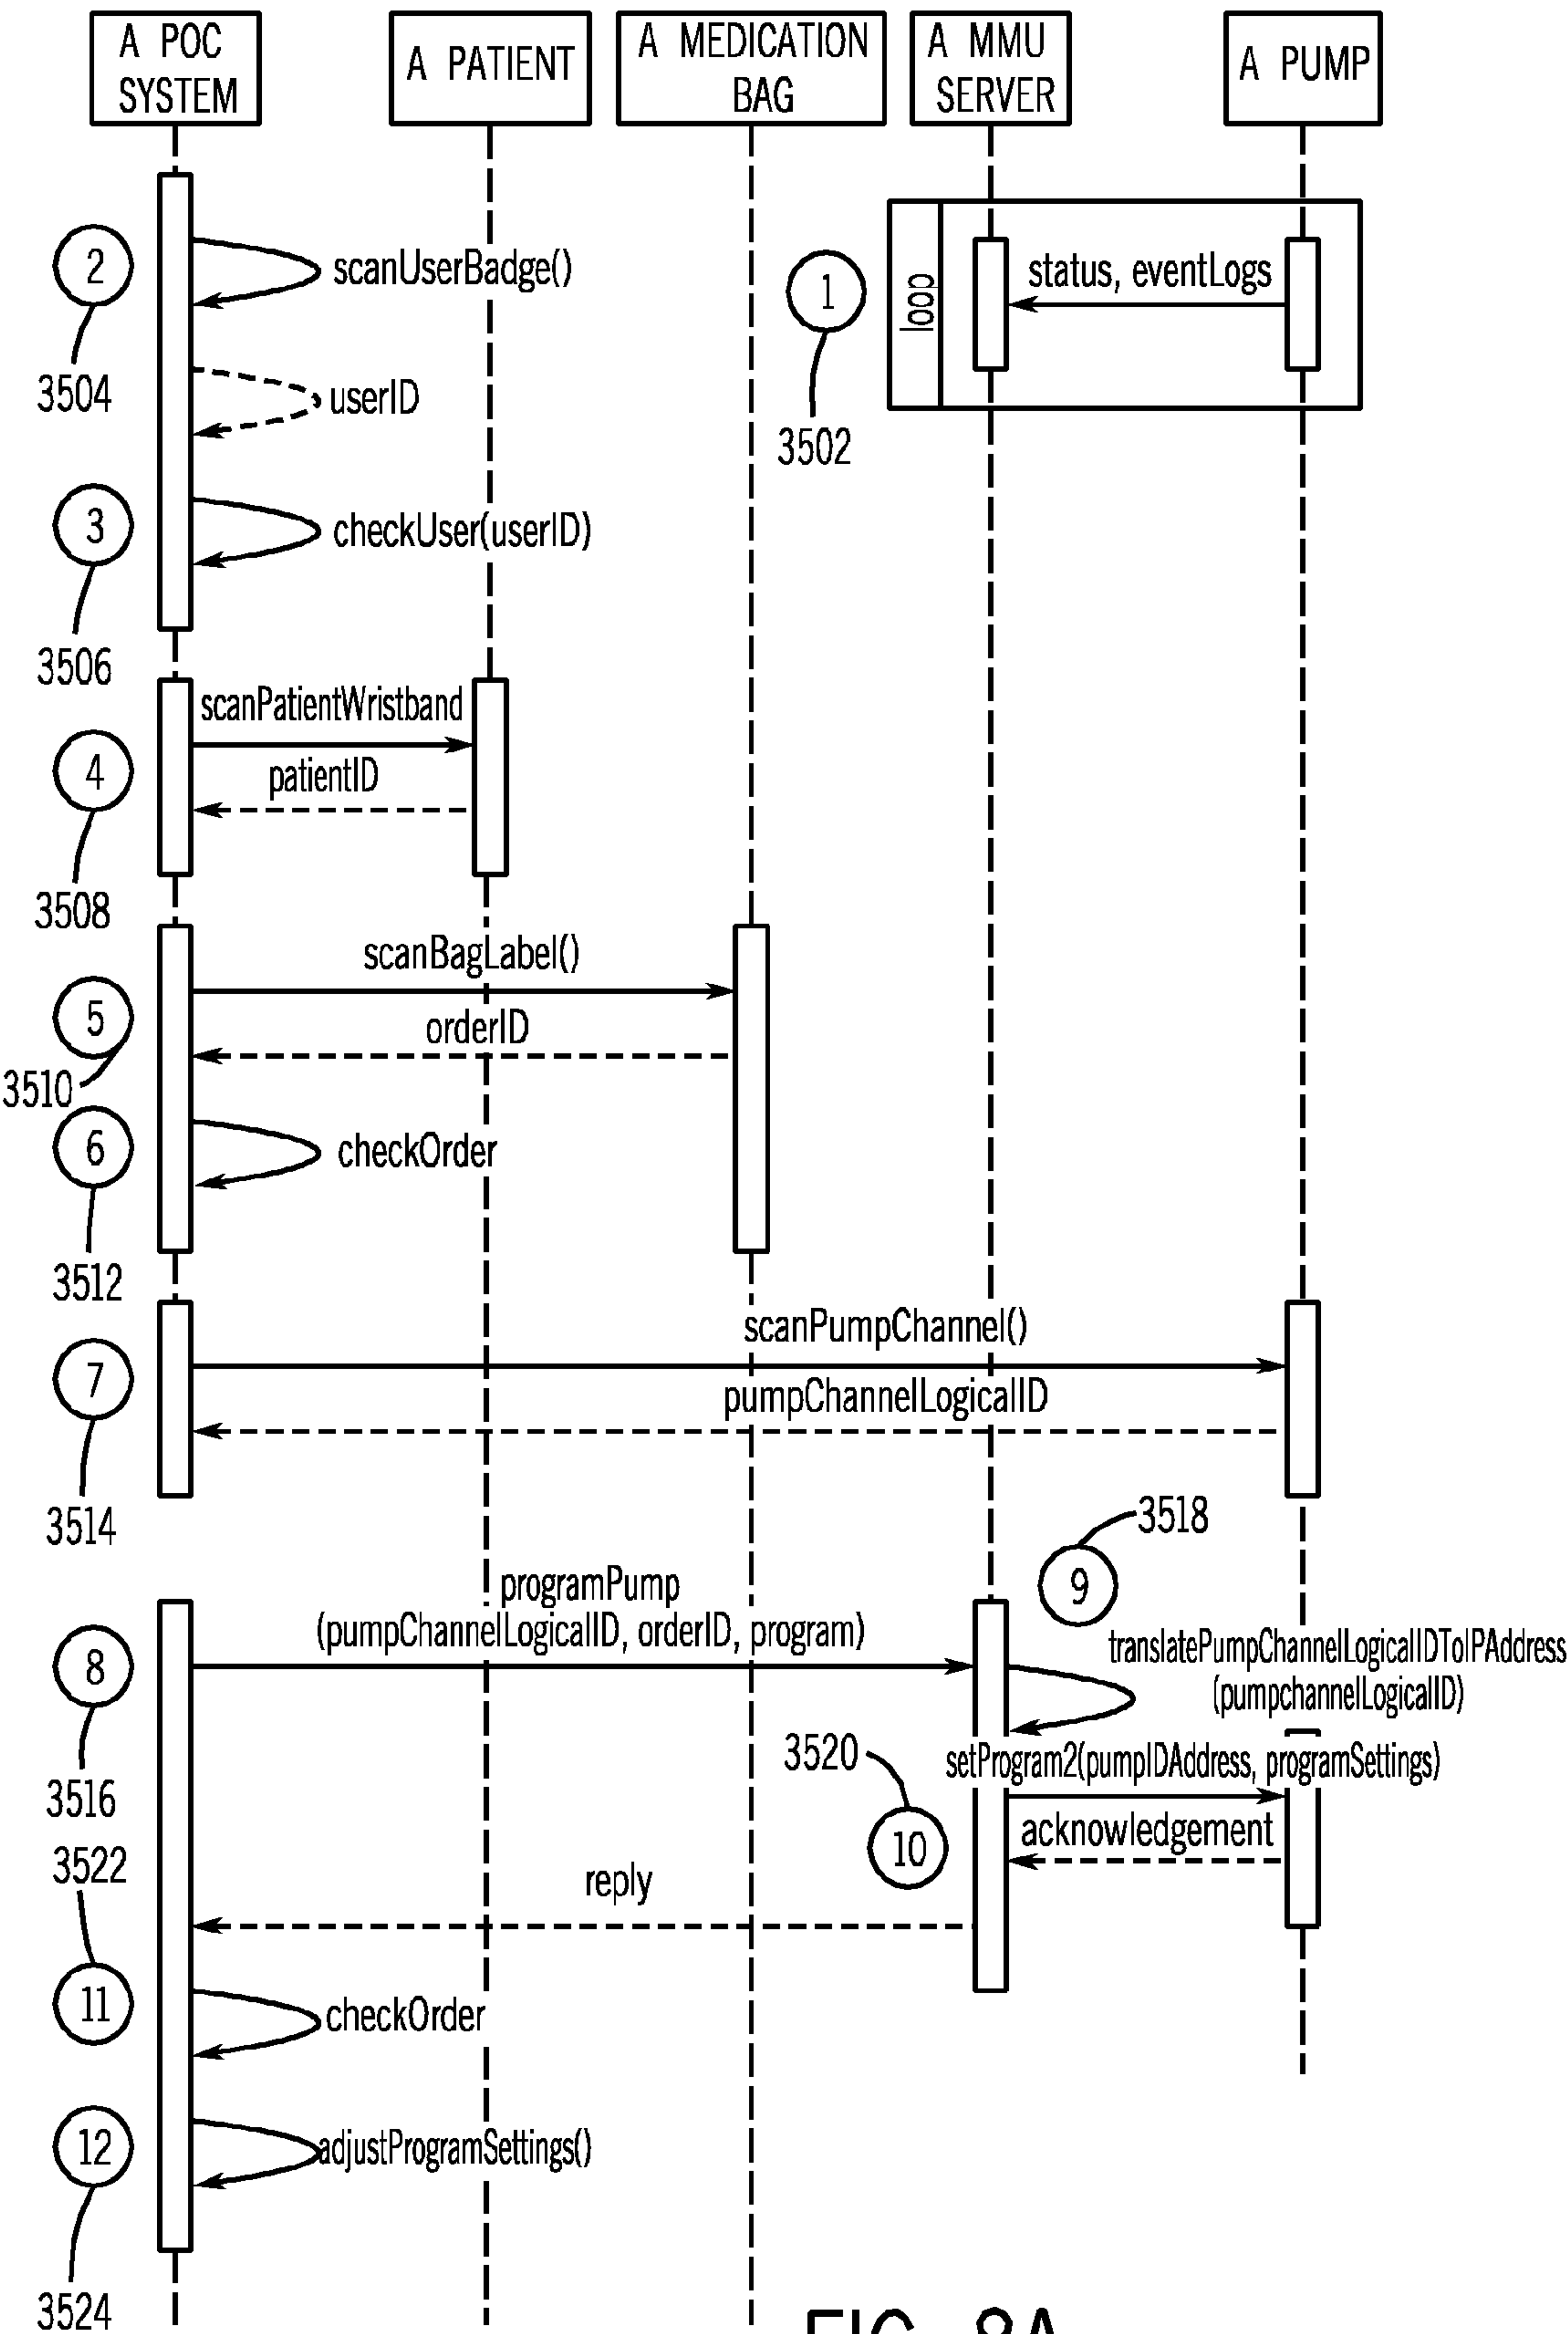 A POC
SYSTEM
A PATIENT
A MEDICATION
BAG
A MMU
SERVER
A PUMP
2
scanUserBadge()
3504
userID
1
loop
status, eventLogs
3502
3
checkUser(userID)
3506
scanPatientWristband
4
patientID
3508
scanBagLabel()
5
orderID
3510
6
checkOrder
3512
scanPumpChannel()
7
pumpChannelLogicalID
3514
3518
9
programPump
(pumpChannelLogicalID, orderID, program)
8
translatePumpChannelLogicalIDToIPAddress
(pumpchannelLogicalID)
3516
3520
setProgram2(pumpIDAddress, programSettings)
10
acknowledgement
3522
reply
11
checkOrder
12
adjustProgramSettings()
3524
FIG. 8A